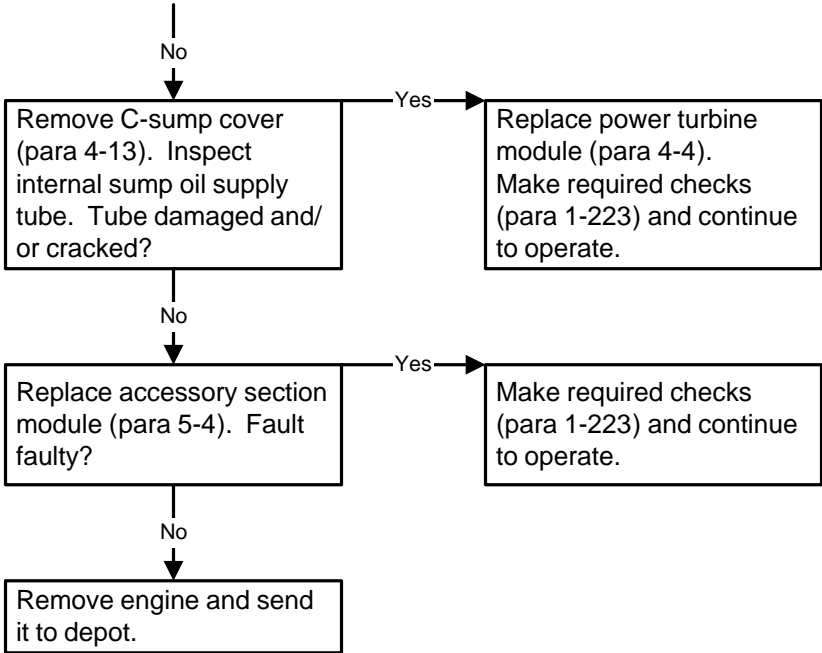 No
Remove C-sump cover
(para 4-13).  Inspect
internal sump oil supply
tube.  Tube damaged and/
or cracked?
Yes
Replace power turbine
module (para 4-4).
Make required checks
(para 1-223) and continue
to operate.
No
Replace accessory section
module (para 5-4).  Fault
faulty?
Yes
Make required checks
(para 1-223) and continue
to operate.
No
Remove engine and send
it to depot.